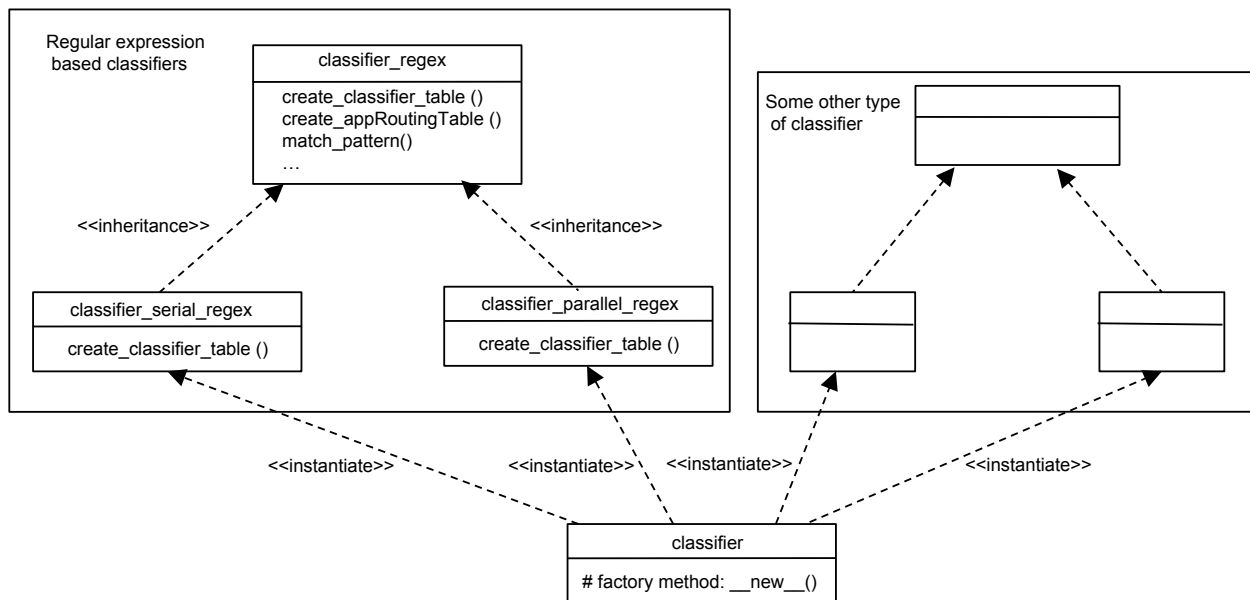 Regular expression
based classifiers
classifier_regex
create_classifier_table ()
create_appRoutingTable ()
match_pattern()
…
Some other type
of classifier
<<inheritance>>
<<inheritance>>
classifier_serial_regex
create_classifier_table ()
classifier_parallel_regex
create_classifier_table ()
<<instantiate>>
<<instantiate>>
<<instantiate>>
<<instantiate>>
classifier
# factory method: __new__()